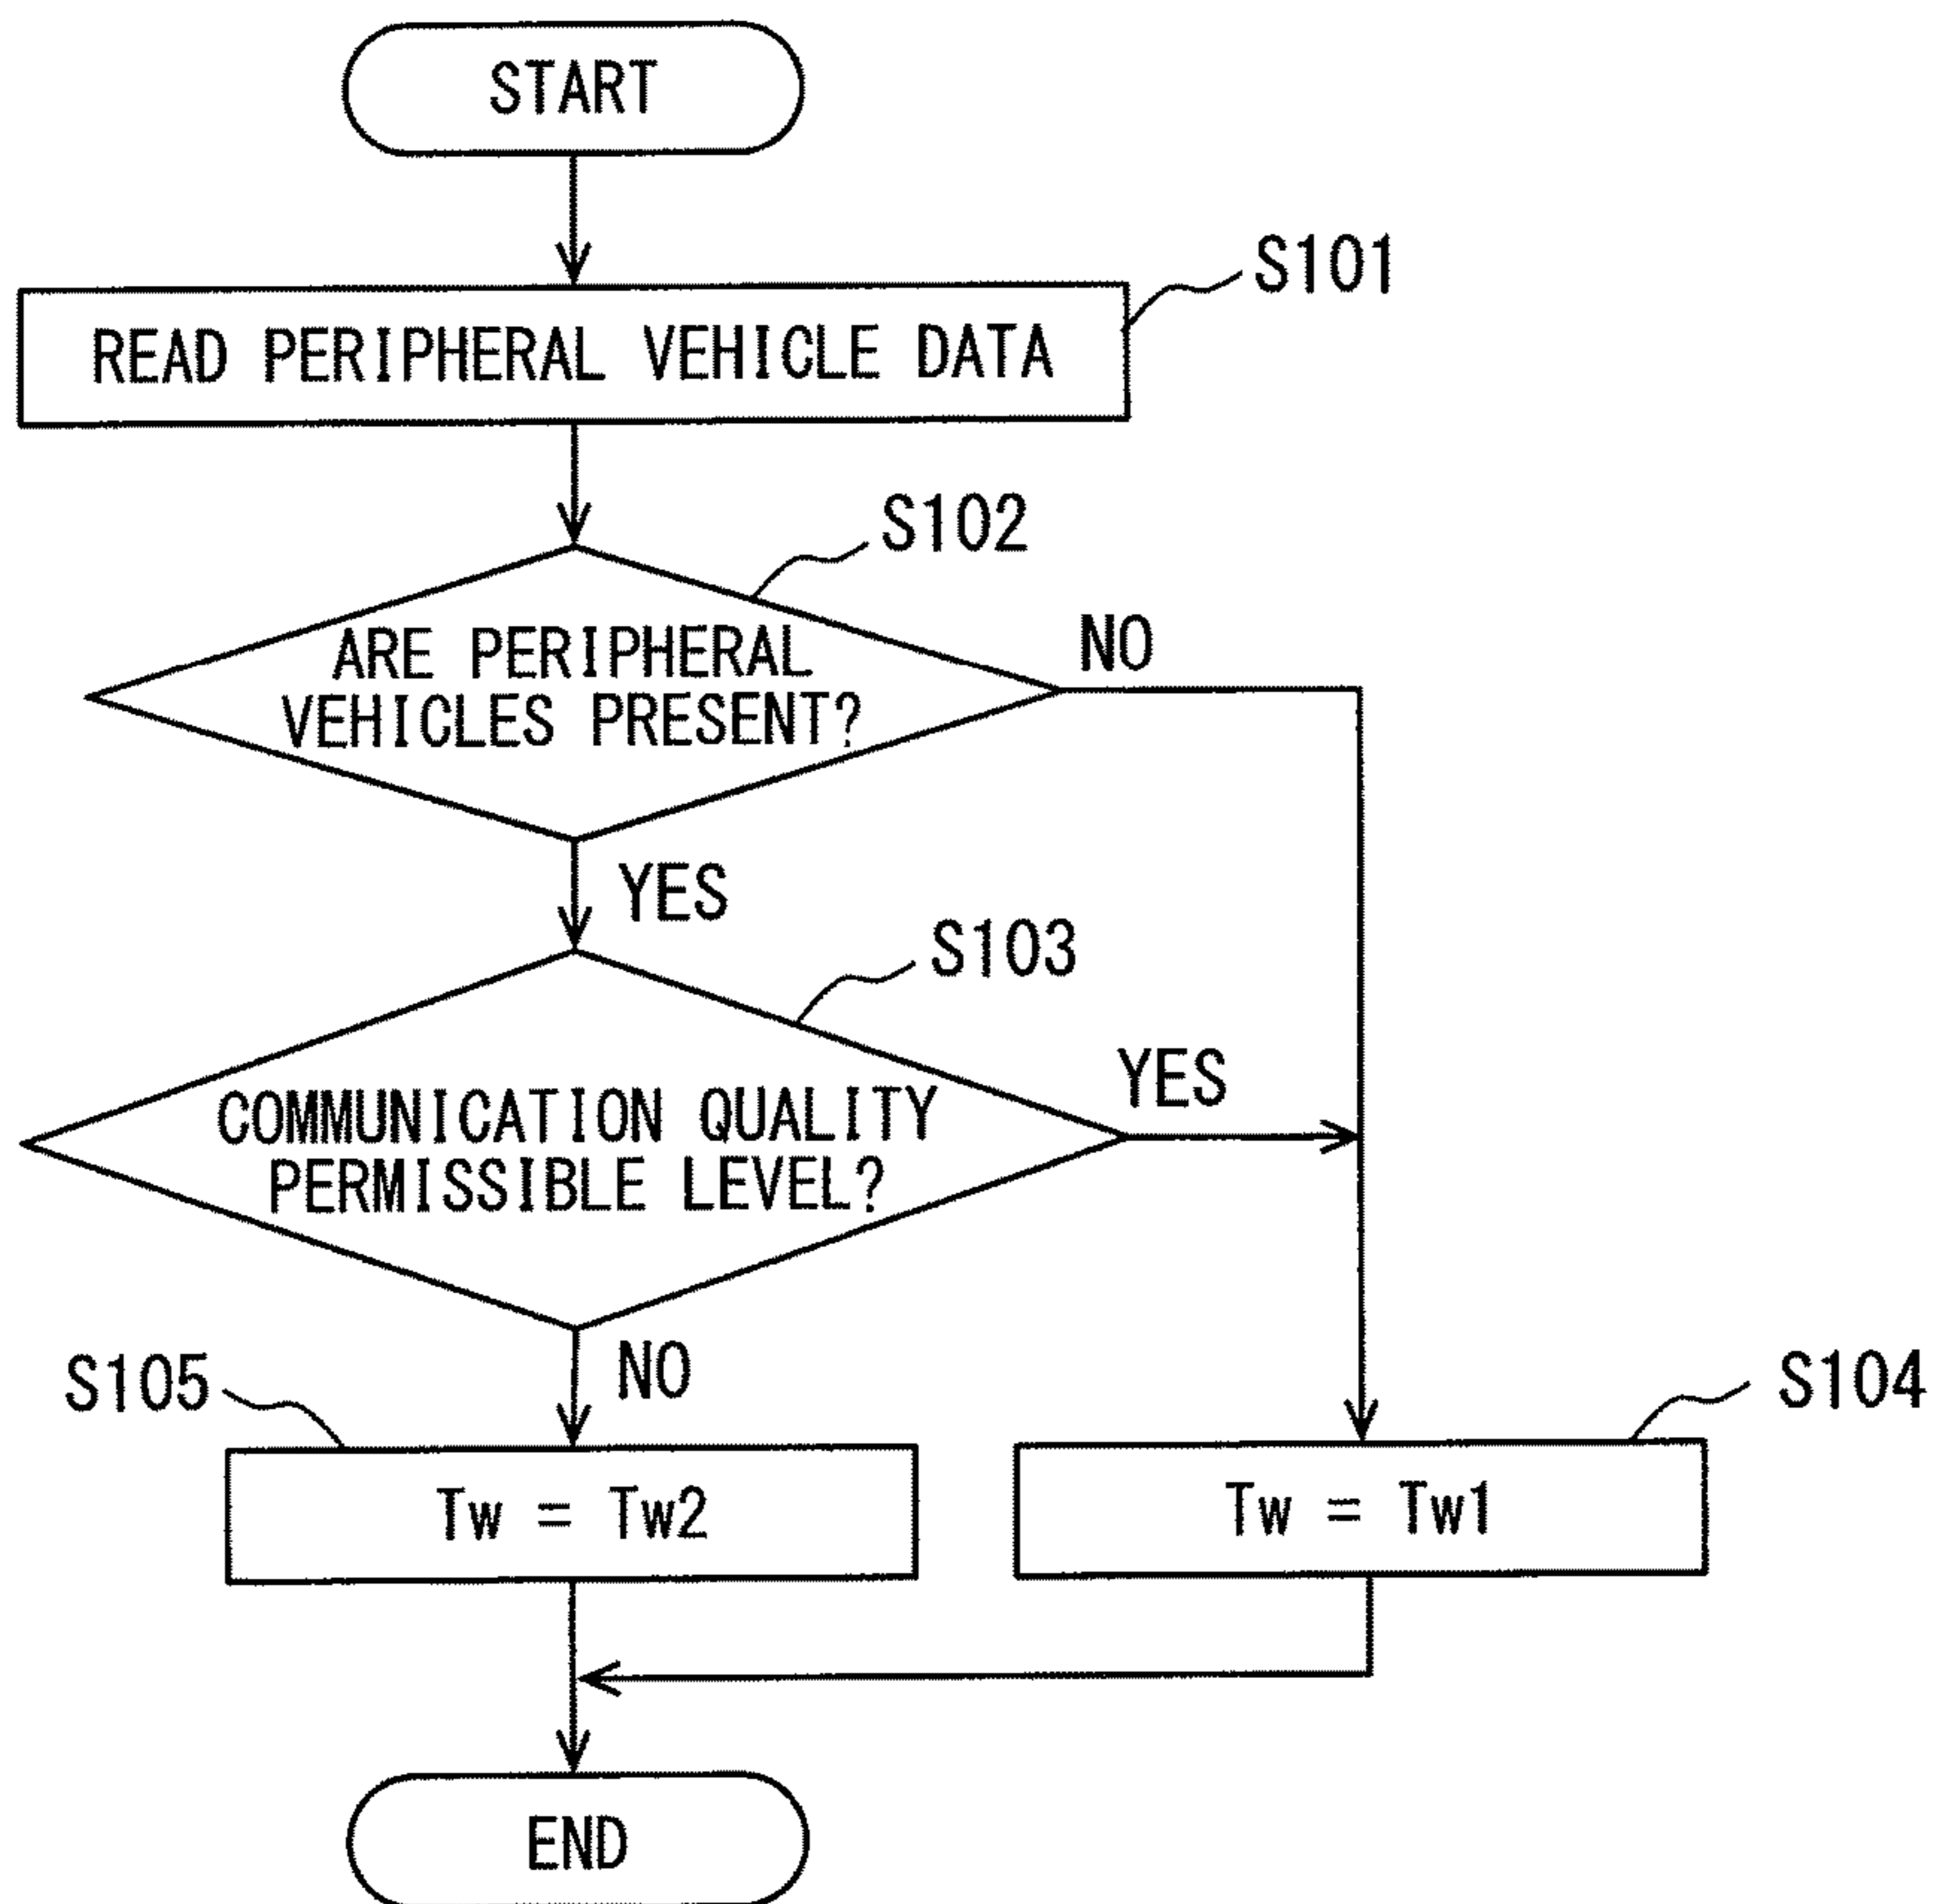 START
S101
READ PERIPHERAL VEHICLE DATA
S102
ARE PERIPHERAL
VEHICLES PRESENT?
NO
YES
S103
COMMUNICATION QUALITY
PERMISSIBLE LEVEL?
YES
NO
S105
Tw = Tw2
S104
Tw = Tw1
END